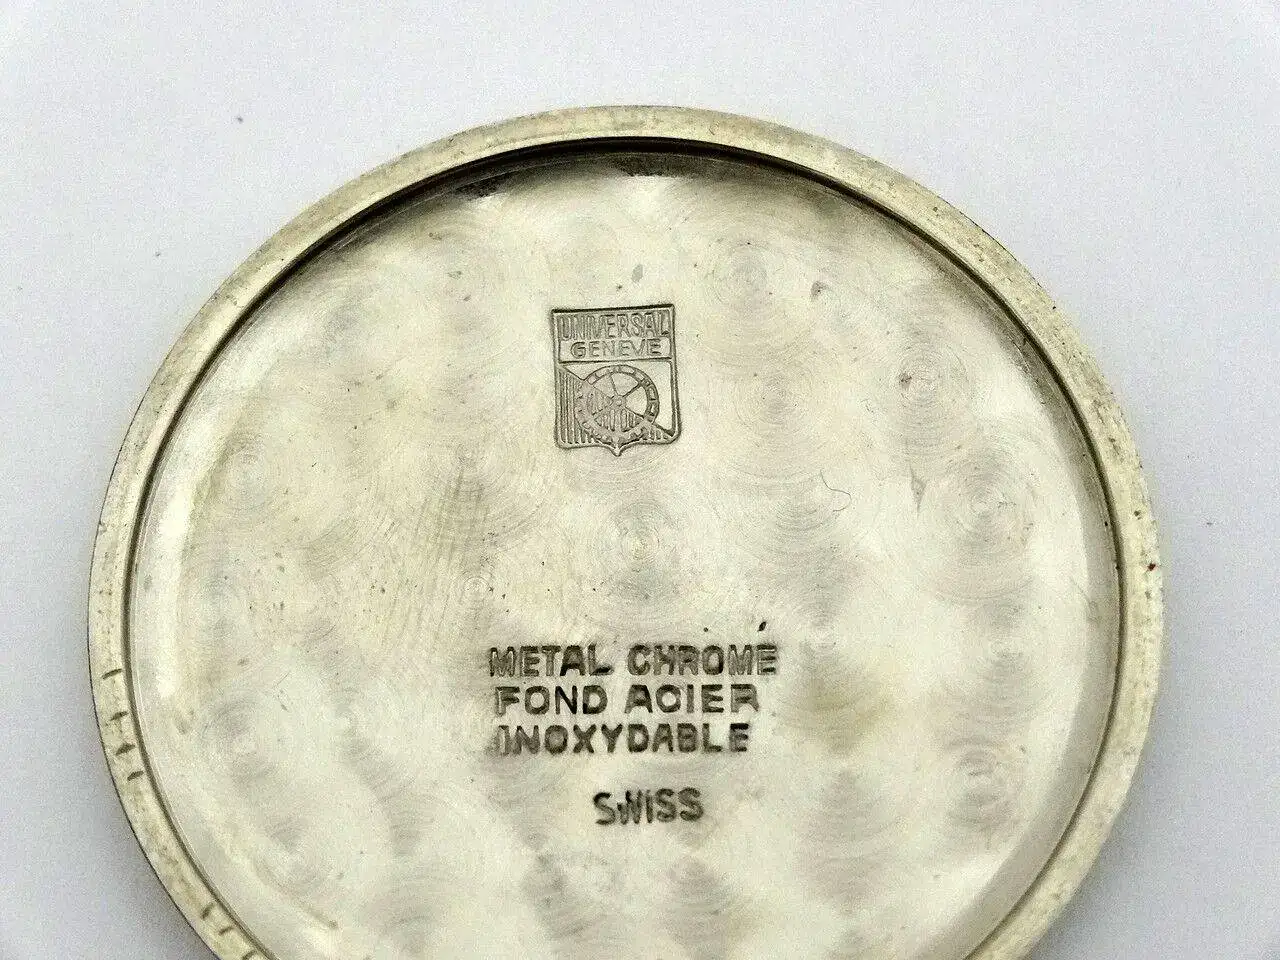 UNIVERSAL
GENEVE
METAL CHROMÉ
FOND ACIER
INOXYDABLE
SWISS